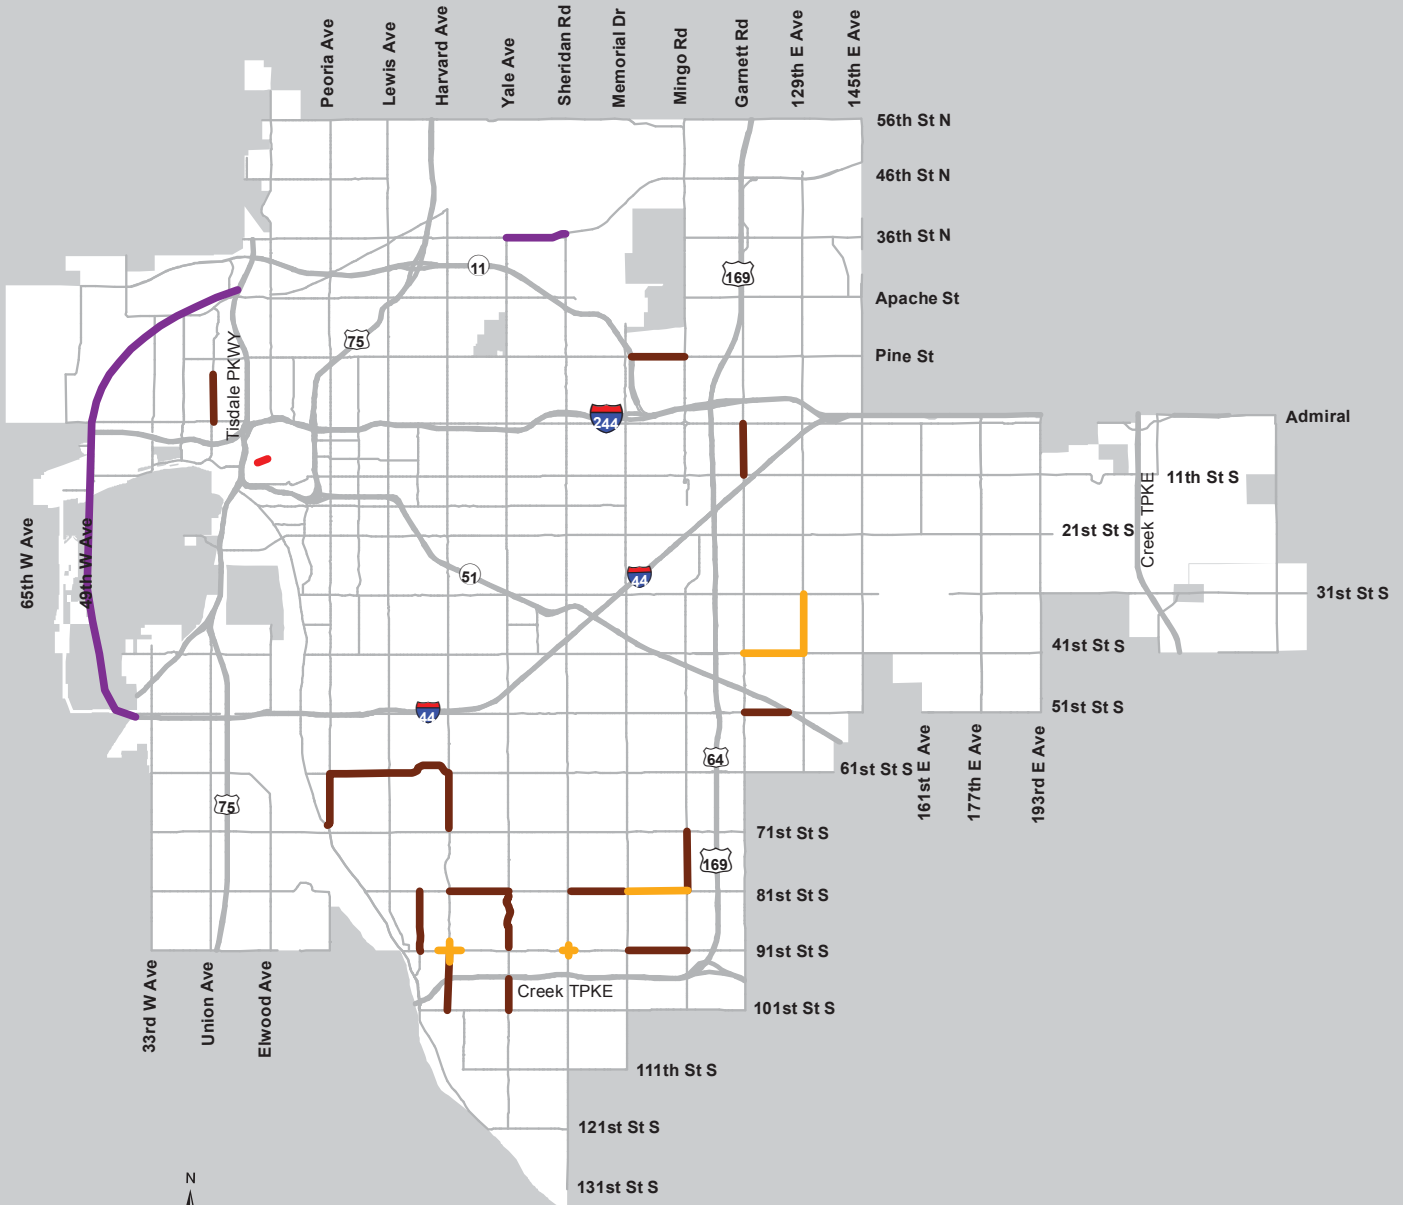 Peoria Ave
Lewis Ave
Harvard Ave
Yale Ave
Sheridan Rd
Memorial Dr
Mingo Rd
Garnett Rd
129th E Ave
145th E Ave
56th St N
46th St N
36th St N
11
169
Apache St
75
Pine St
Tisdale PKWY
244
Admiral
11th St S
Creek TPKE
21st St S
65th W Ave
49th W Ave
51
44
31st St S
41st St S
44
51st St S
64
61st St S
161st E Ave
177th E Ave
193rd E Ave
75
71st St S
169
81st St S
91st St S
Creek TPKE
101st St S
33rd W Ave
Union Ave
Elwood Ave
111th St S
121st St S
N
131st St S